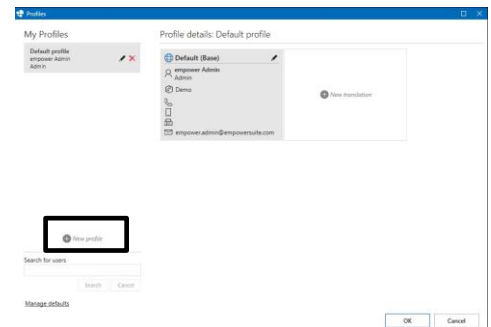 Profiles
My Profiles
Default profile
empower Admin
Admin
New profile
Search for users
Search Cancel
Manage defaults
Profile details: Default profile
Default (Base)
empower Admin
Admin
Demo
empower.admin@empowersuite.com
New translation
OK Cancel